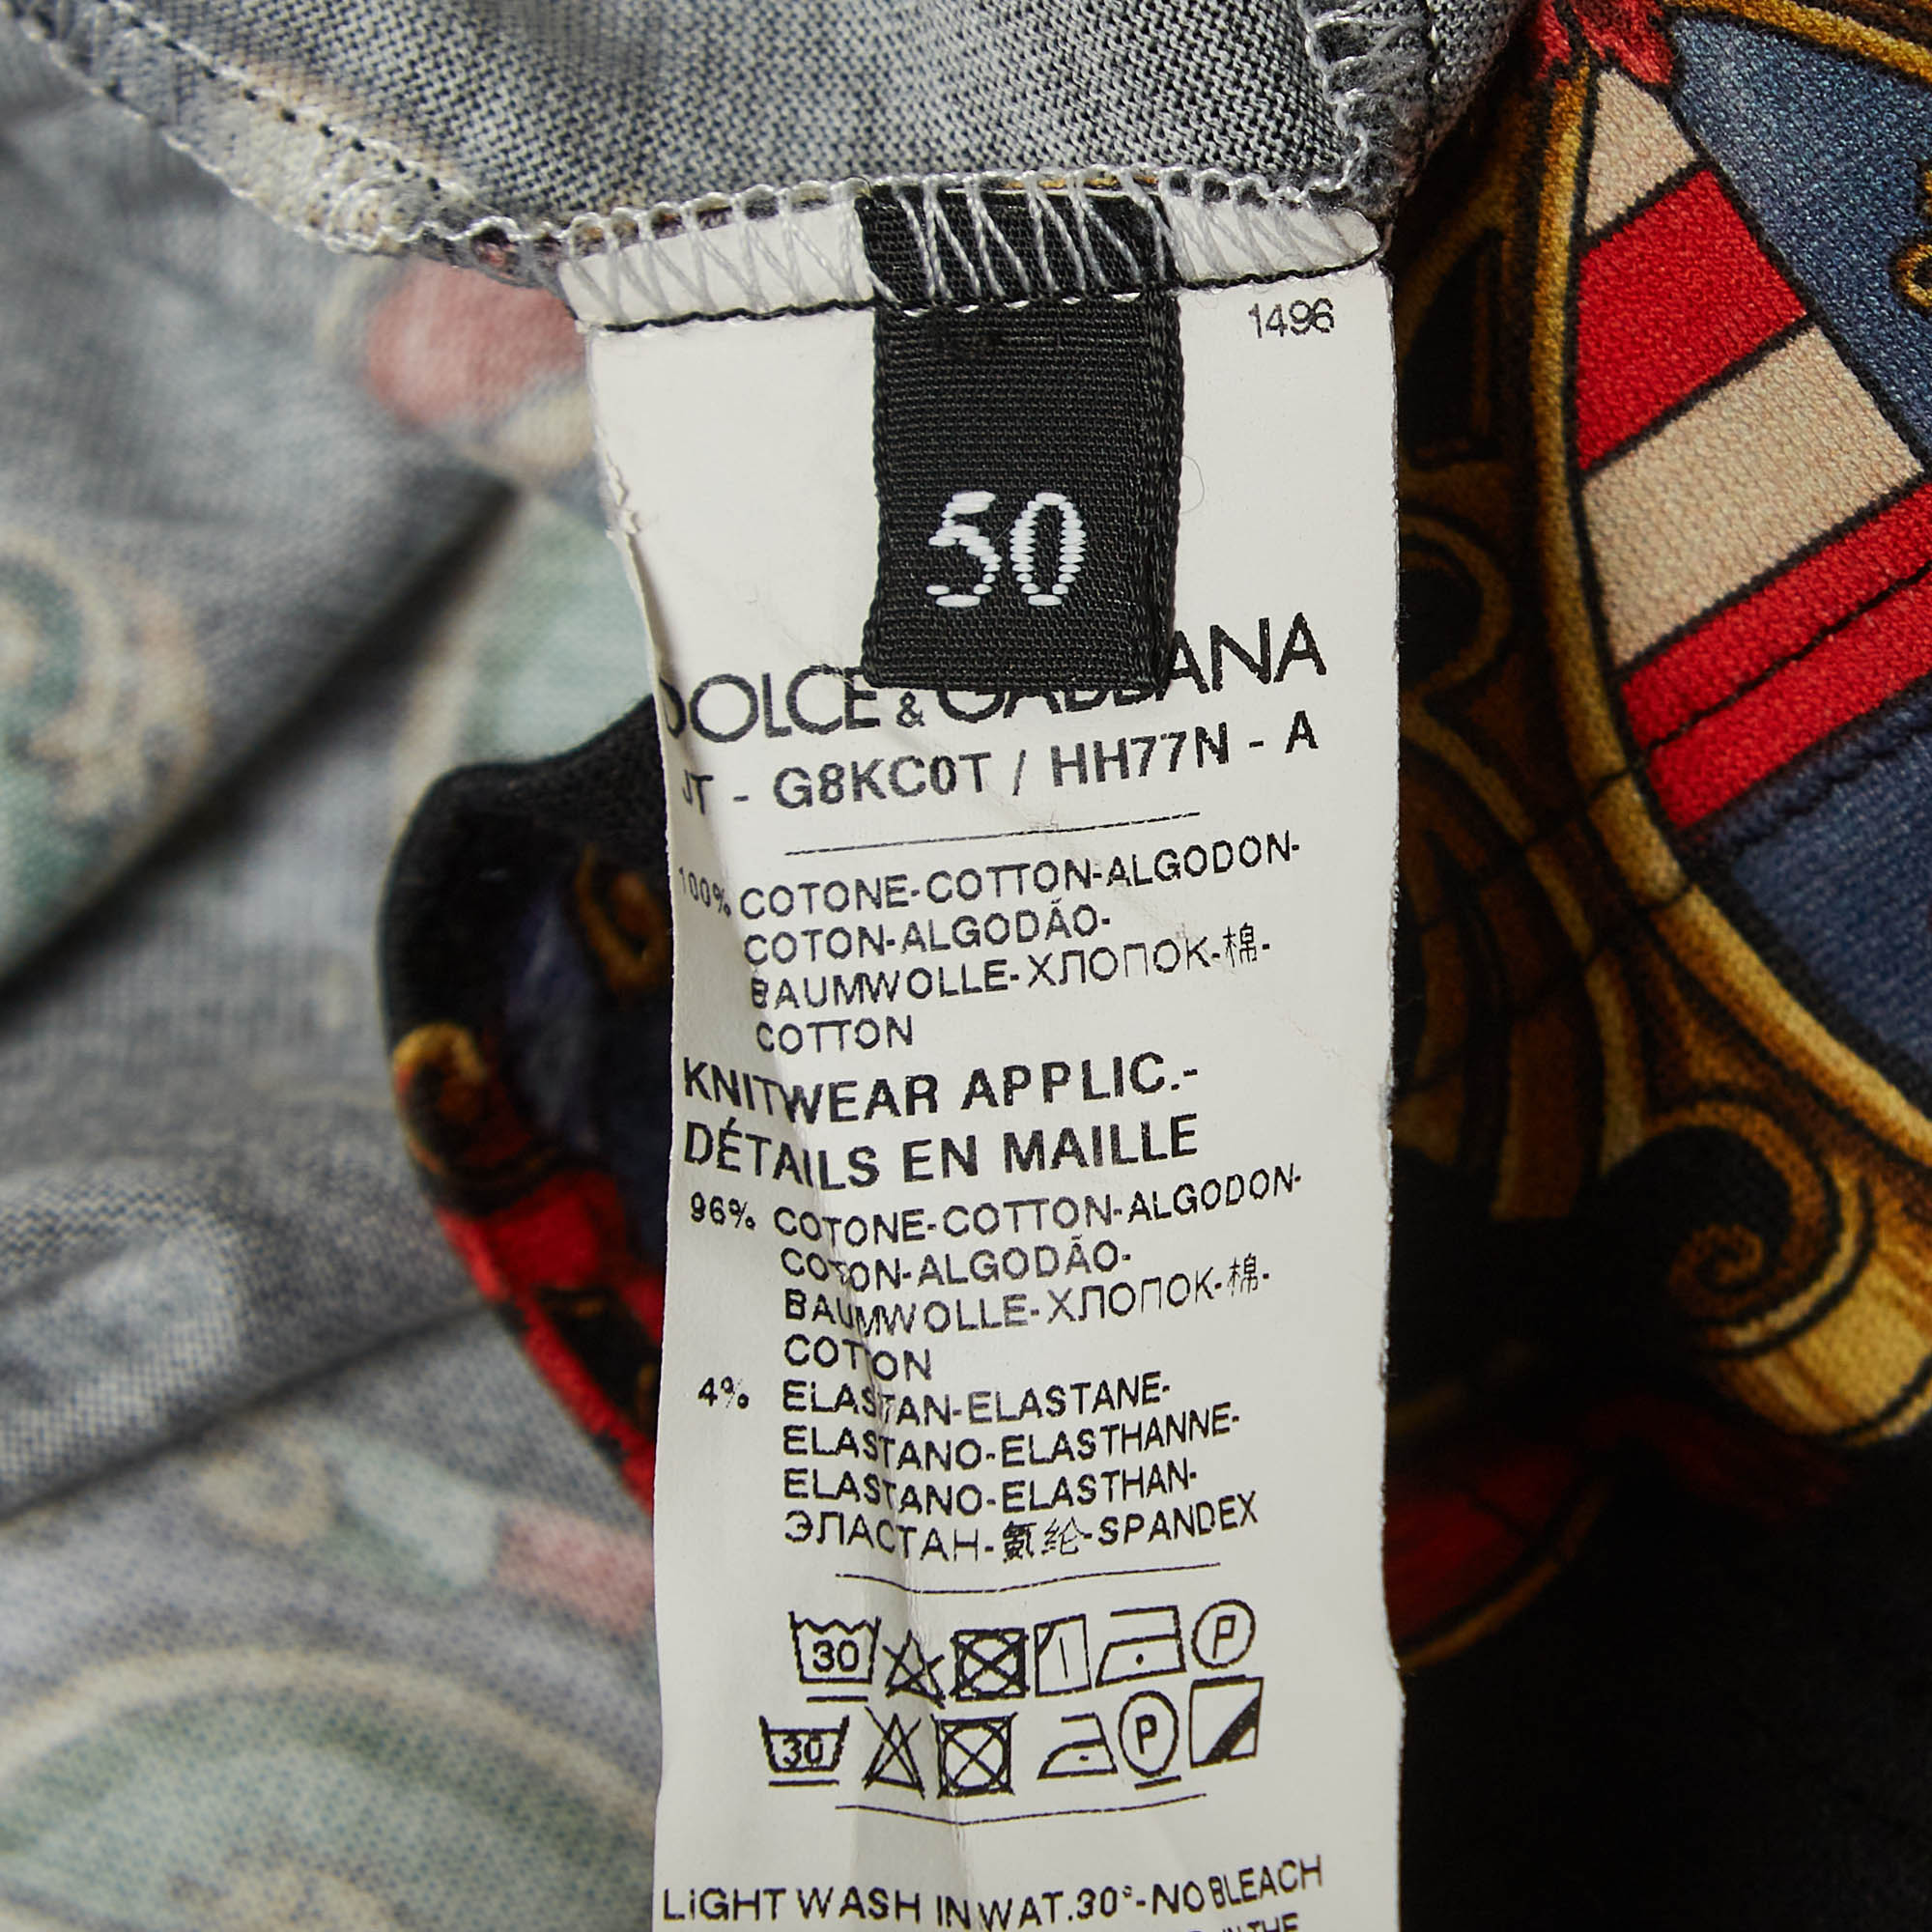 1496
50
DOLCE & GABBANA
JT - G8KC0T / HH77N - A
100% COTONE-COTTON-ALGODON-
COTON-ALGODÃO-
BAUMWOLLE-ХЛОПОК-棉-
COTTON
KNITWEAR APPLIC.-
DÉTAILS EN MAILLE
96% COTONE-COTTON-ALGODON-
COTON-ALGODÃO-
BAUMWOLLE-ХЛОПОК-棉-
COTTON
4% ELASTAN-ELASTANE-
ELASTANO-ELASTHANNE-
ELASTANO-ELASTHAN-
ЭЛАСТАН-氨纶-SPANDEX
30 P
30 P
LIGHT WASH IN WAT.30°-NO BLEACH
IN THE